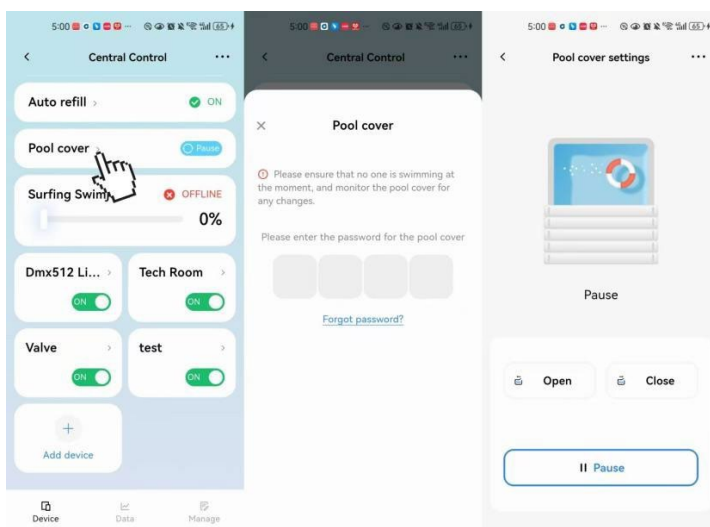 5:00
Central Control
Auto refill
ON
Pool cover
Pause
Surfing Swim
OFFLINE
0%
Dmx512 Li...
Tech Room
ON
ON
Valve
test
ON
ON
Add device
Device
Data
Manage
5:00
Central Control
Pool cover
Please ensure that no one is swimming at
the moment, and monitor the pool cover for
any changes.
Please enter the password for the pool cover
Forgot password?
5:00
Pool cover settings
Pause
Open
Close
Pause